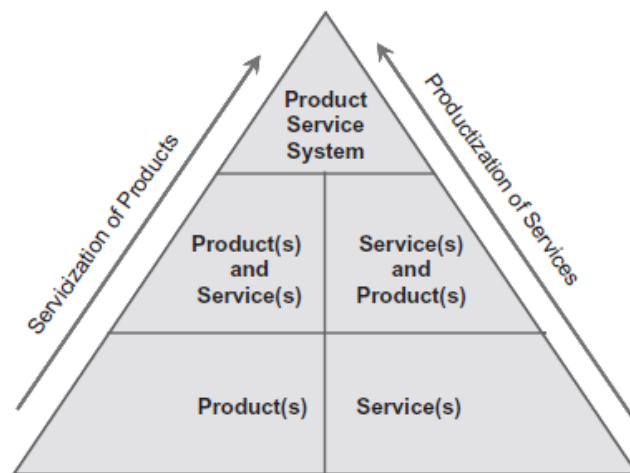 Product
Service
System
Servicization of Products
Productization of Services
Product(s)
and
Service(s)
Service(s)
and
Product(s)
Product(s)
Service(s)